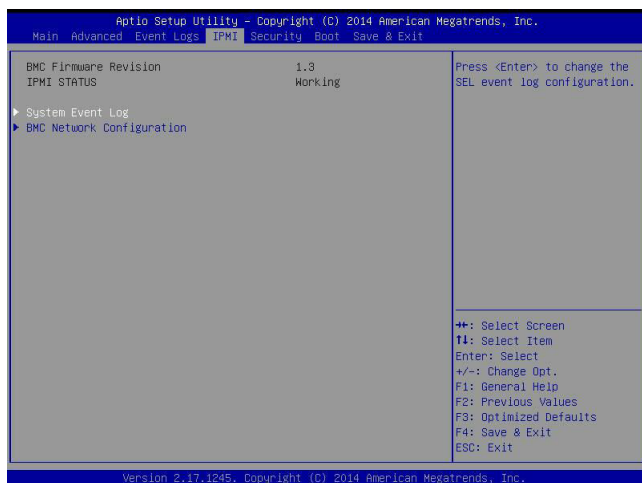 Aptio Setup Utility – Copyright (C) 2014 American Megatrends, Inc.
Main Advanced Event Logs IPMI Security Boot Save & Exit
BMC Firmware Revision 1.3
IPMI STATUS Working
System Event Log
BMC Network Configuration
Press <Enter> to change the
SEL event log configuration.
→←: Select Screen
↑↓: Select Item
Enter: Select
+/-: Change Opt.
F1: General Help
F2: Previous Values
F3: Optimized Defaults
F4: Save & Exit
ESC: Exit
Version 2.17.1245. Copyright (C) 2014 American Megatrends, Inc.